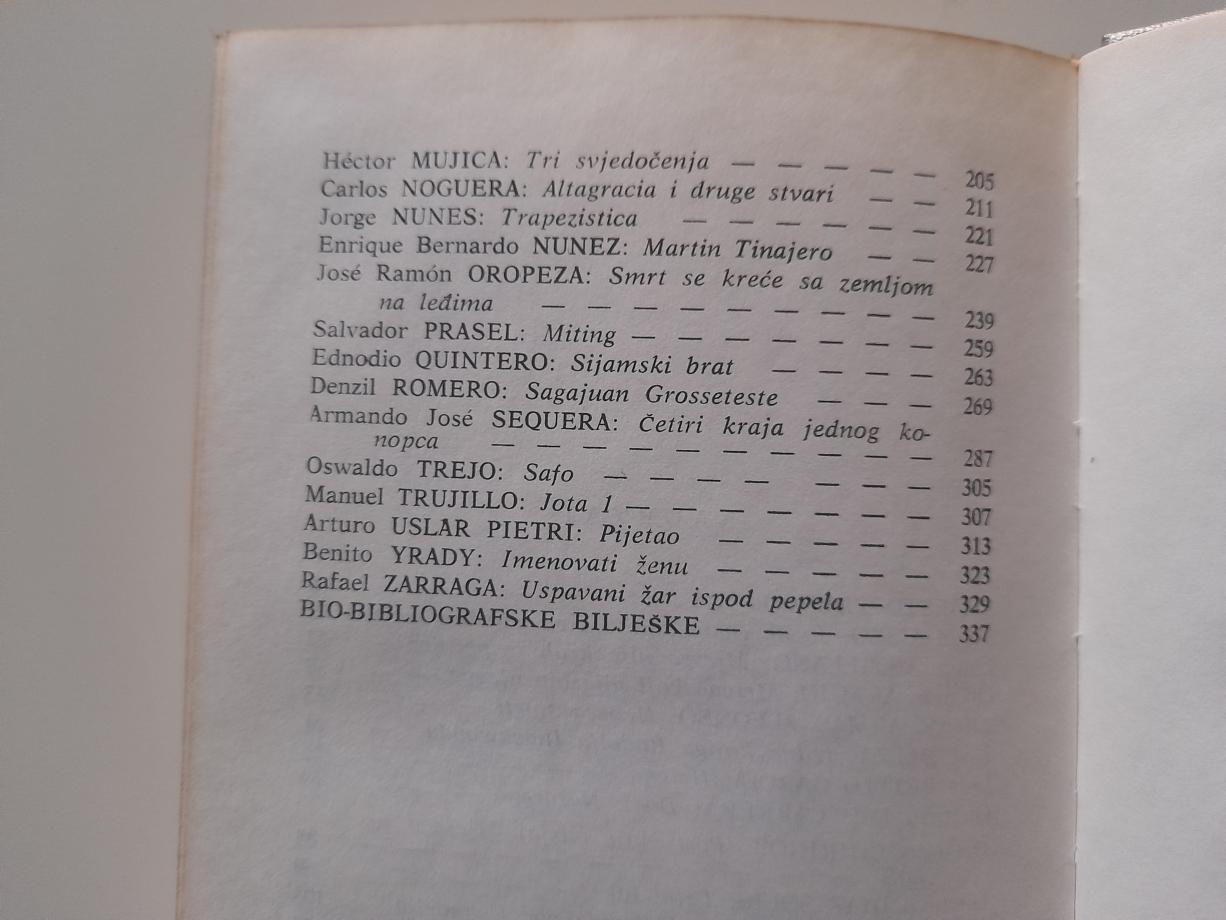 Héctor MUJICA: Tri svjedočenja — — — — — 205
Carlos NOGUERA: Altagracia i druge stvari — — 211
Jorge NUNES: Trapezistica — — — — — — 221
Enrique Bernardo NUNEZ: Martin Tinajero — — 227
José Ramón OROPEZA: Smrt se kreće sa zemljom
na leđima — — — — — — — — — 239
Salvador PRASEL: Miting — — — — — — — 259
Ednodio QUINTERO: Sijamski brat — — — — 263
Denzil ROMERO: Sagajuan Grosseteste — — — 269
Armando José SEQUERA: Četiri kraja jednog ko-
nopca — — — — — — — — — — 287
Oswaldo TREJO: Safo — — — — — — — 305
Manuel TRUJILLO: Jota 1 — — — — — — — 307
Arturo USLAR PIETRI: Pijetao — — — — — 313
Benito YRADY: Imenovati ženu — — — — — 323
Rafael ZARRAGA: Uspavani žar ispod pepela — — 329
BIO-BIBLIOGRAFSKE BILJEŠKE — — — — — 337